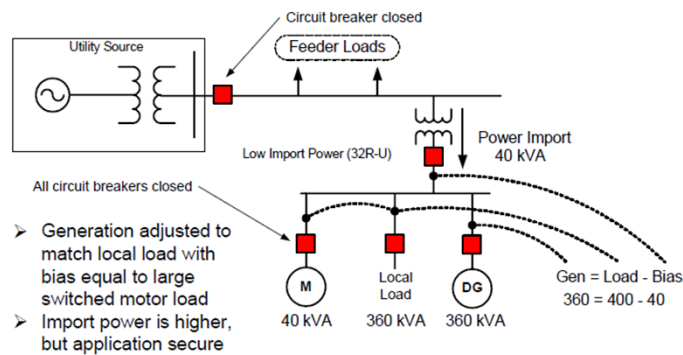 Circuit breaker closed
Utility Source
Feeder Loads
Power Import
40 kVA
Low Import Power (32R-U)
All circuit breakers closed
Generation adjusted to
match local load with
bias equal to large
switched motor load
Import power is higher,
but application secure
M
Local
Load
DG
40 kVA
360 kVA
360 kVA
Gen = Load - Bias
360 = 400 - 40